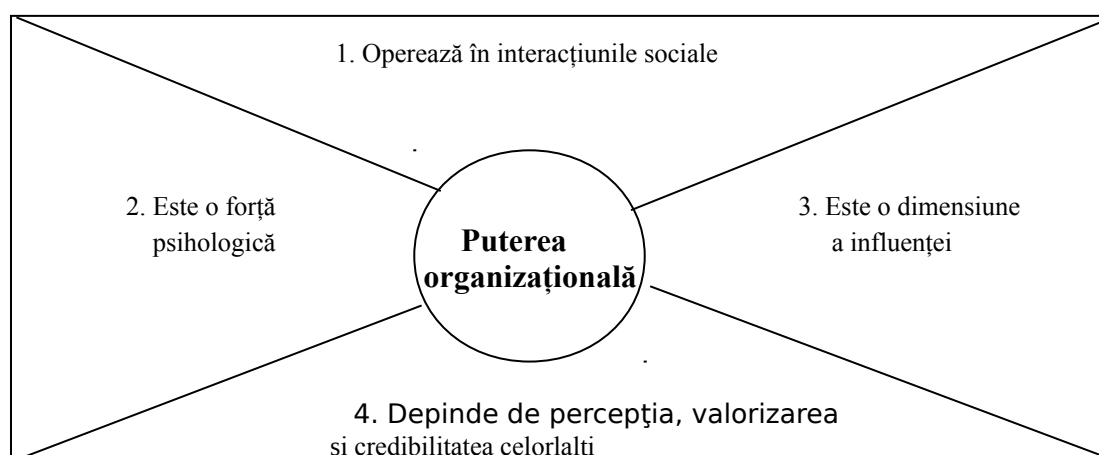 1. Operează în interacțiunile sociale
2. Este o forță
psihologică
3. Este o dimensiune
a influenței
Puterea
organizațională
4. Depinde de percepţia, valorizarea
si credibilitatea celorlalti